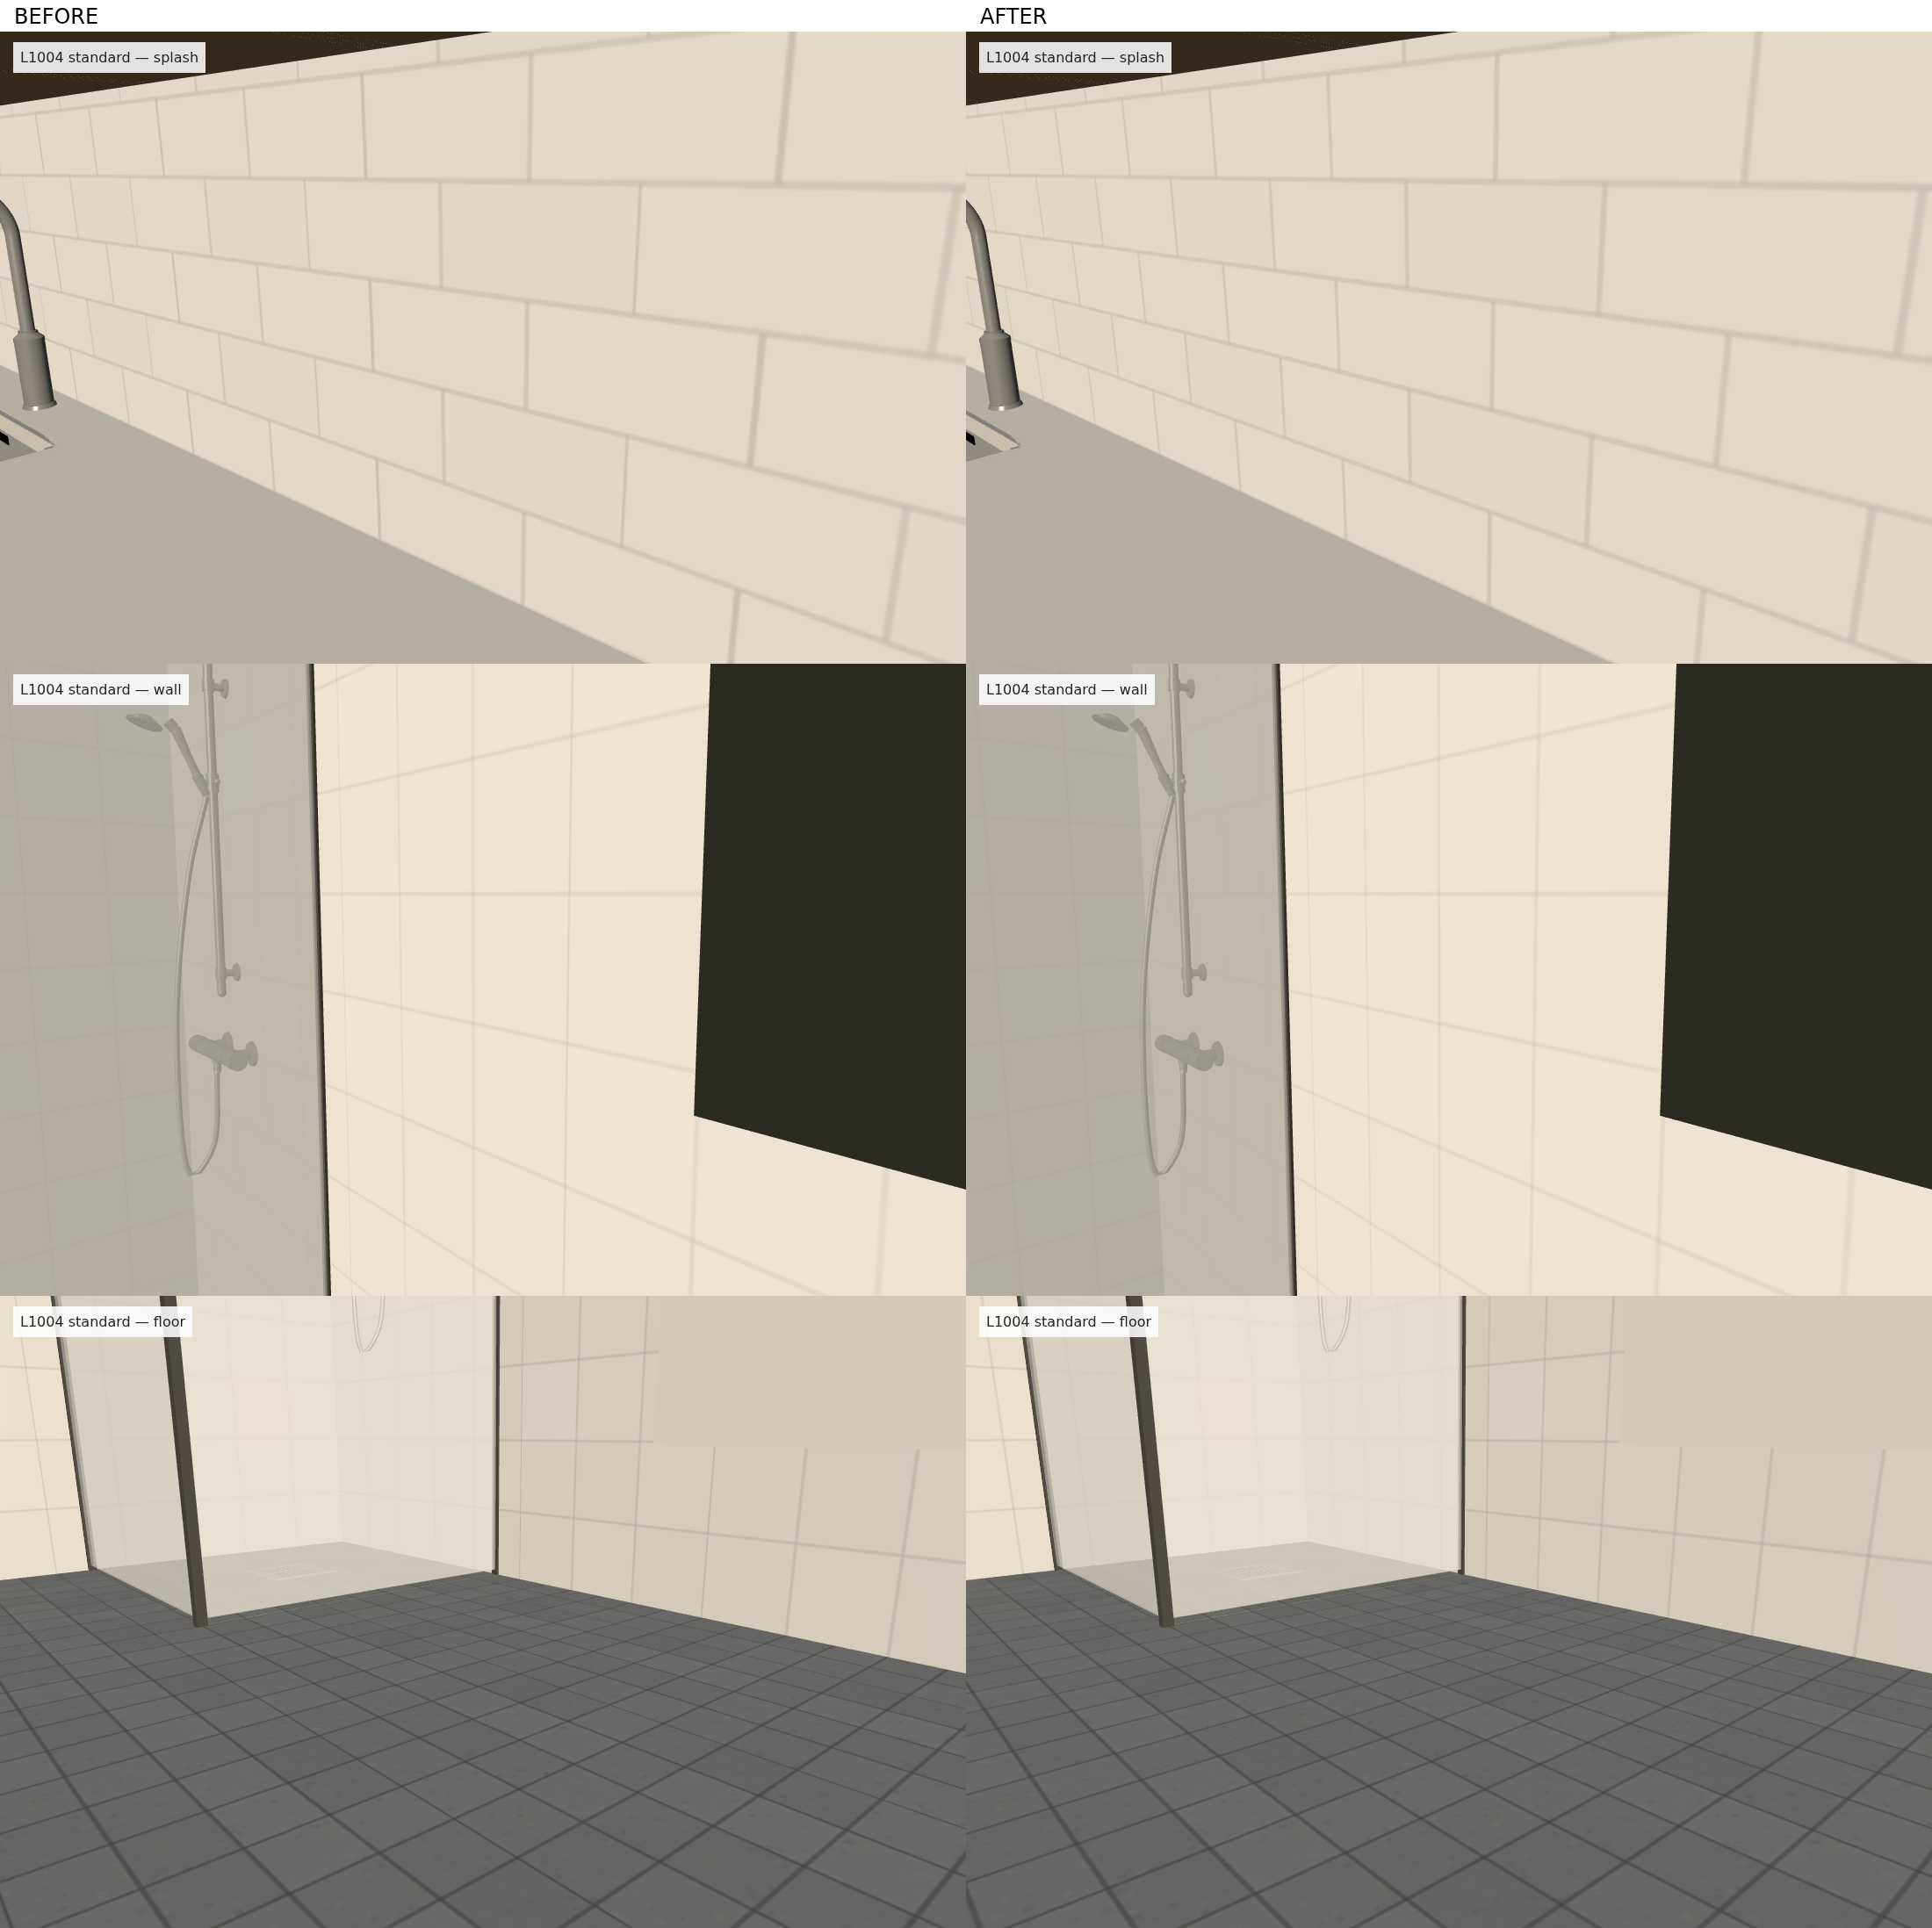 BEFORE
AFTER
L1004 standard — splash
L1004 standard — splash
L1004 standard — wall
L1004 standard — wall
L1004 standard — floor
L1004 standard — floor